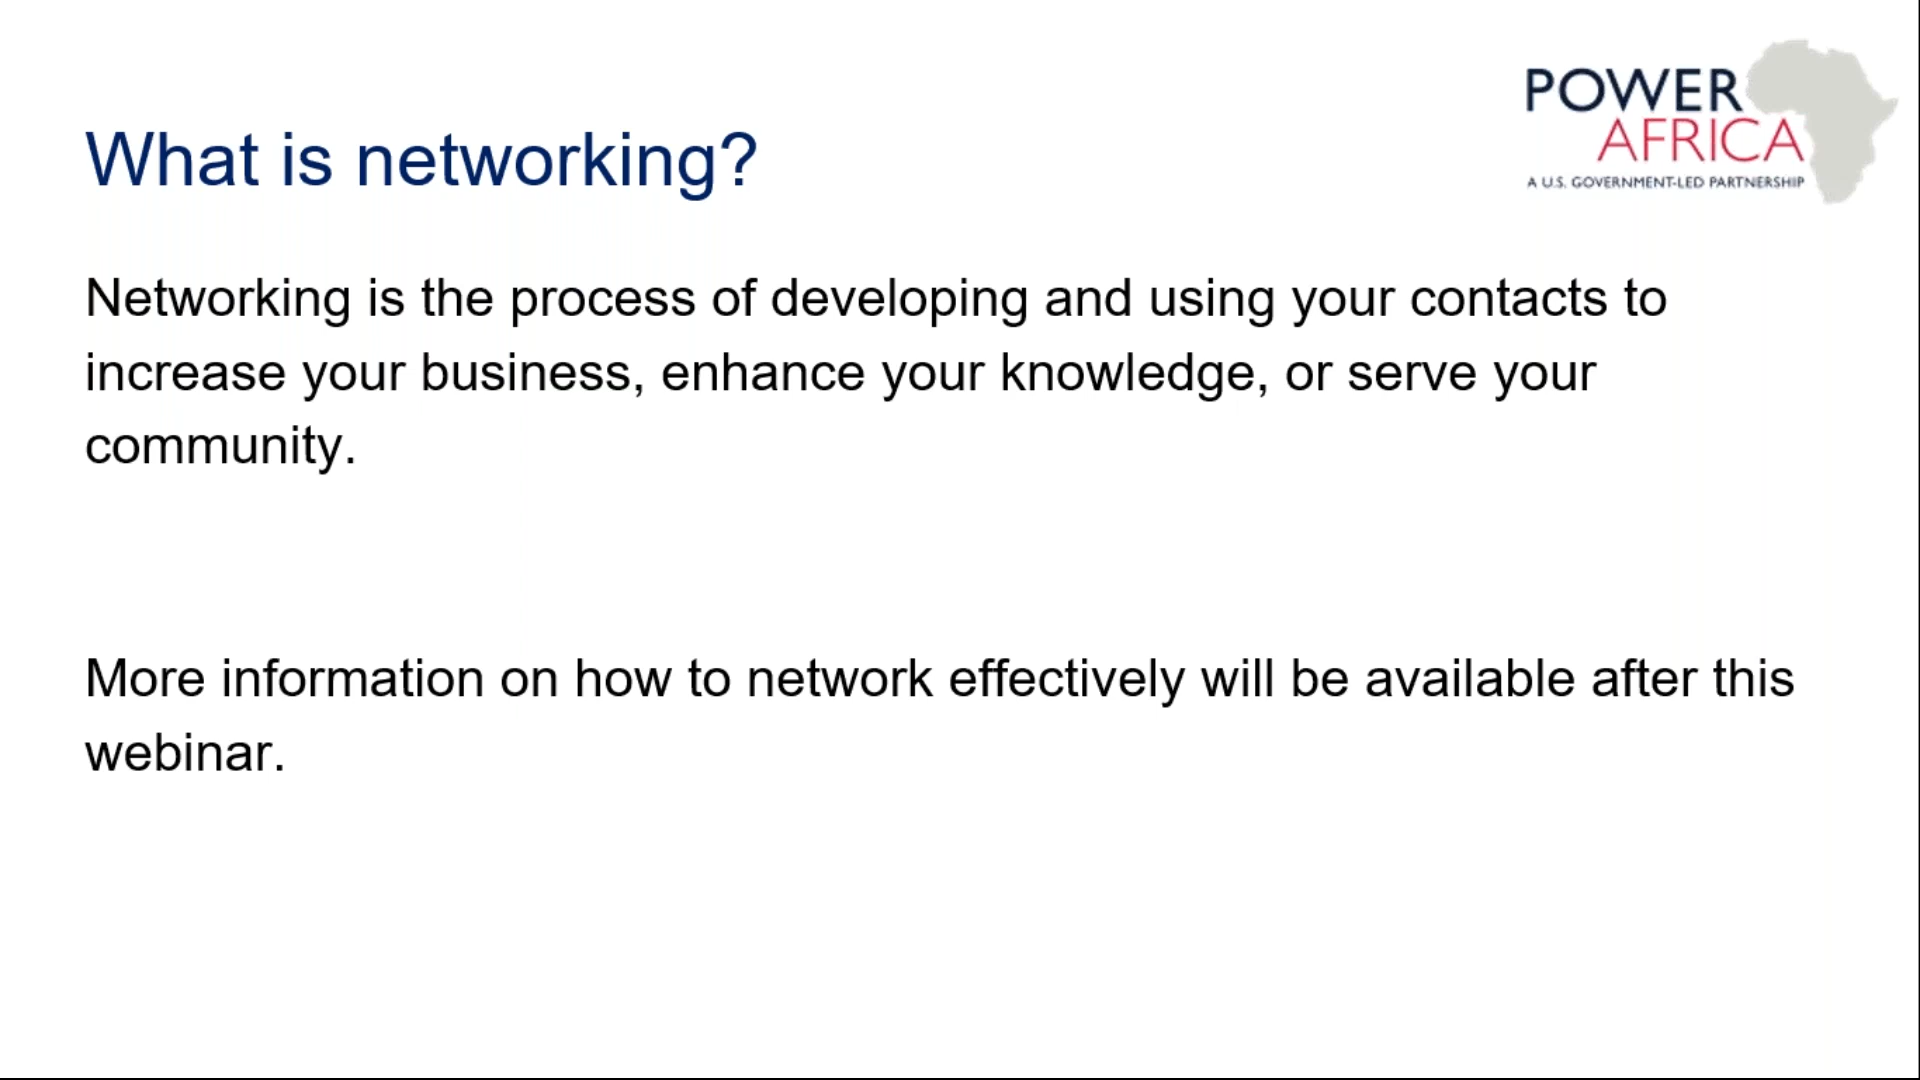 POWER
AFRICA
A U.S. GOVERNMENT-LED PARTNERSHIP
What is networking?
Networking is the process of developing and using your contacts to
increase your business, enhance your knowledge, or serve your
community.
More information on how to network effectively will be available after this
webinar.